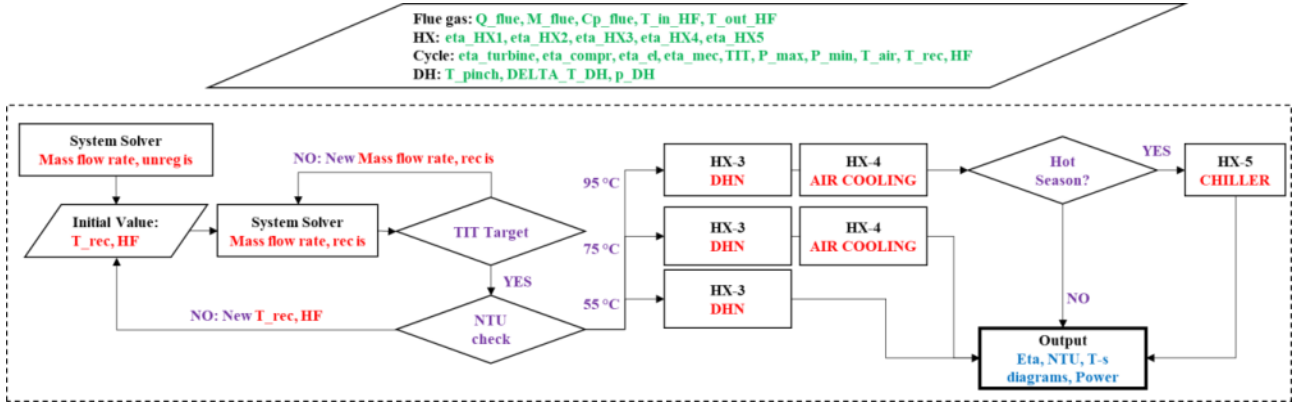 Flue gas: Q_flue, M_flue, Cp_flue, T_in_HF, T_out_HF
HX: eta_HX1, eta_HX2, eta_HX3, eta_HX4, eta_HX5
Cycle: eta_turbine, eta_compr, eta_el, eta_mec, TIT, P_max, P_min, T_air, T_rec, HF
DH: T_pinch, DELTA_T_DH, p_DH
System Solver
Mass flow rate, unreg is
Initial Value:
T_rec, HF
NO: New Mass flow rate, rec is
System Solver
Mass flow rate, rec is
TIT Target
YES
NO: New T_rec, HF
NTU
check
95 °C
75 °C
55 °C
HX-3
DHN
HX-4
AIR COOLING
HX-3
DHN
HX-4
AIR COOLING
HX-3
DHN
Hot
Season?
YES
HX-5
CHILLER
NO
Output
Eta, NTU, T-s
diagrams, Power